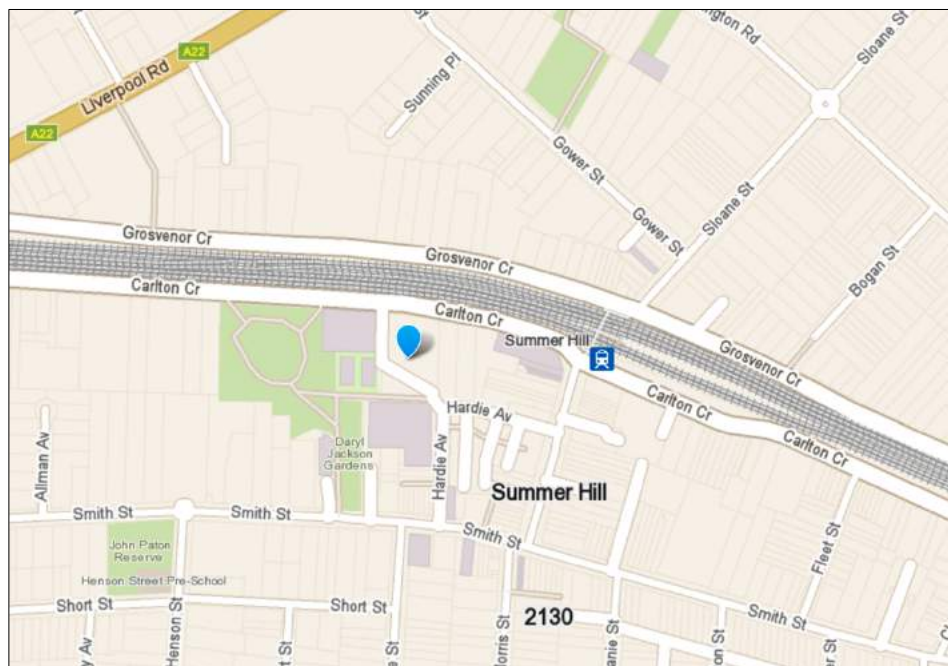 A22
Liverpool Rd
A22
Sunning Pl
Sloane St
Gower St
Gower St
Sloane St
Bogan St
Grosvenor Cr
Grosvenor Cr
Carlton Cr
Carlton Cr
Summer Hill
Grosvenor Cr
Carlton Cr
Carlton Cr
Hardie Av
Allman Av
Daryl
Jackson
Gardens
Hardie Av
Summer Hill
Smith St
Smith St
Smith St
Fleet St
John Paton
Reserve
Henson Street Pre-School
Short St
Henson St
Short St
2130
Smith St